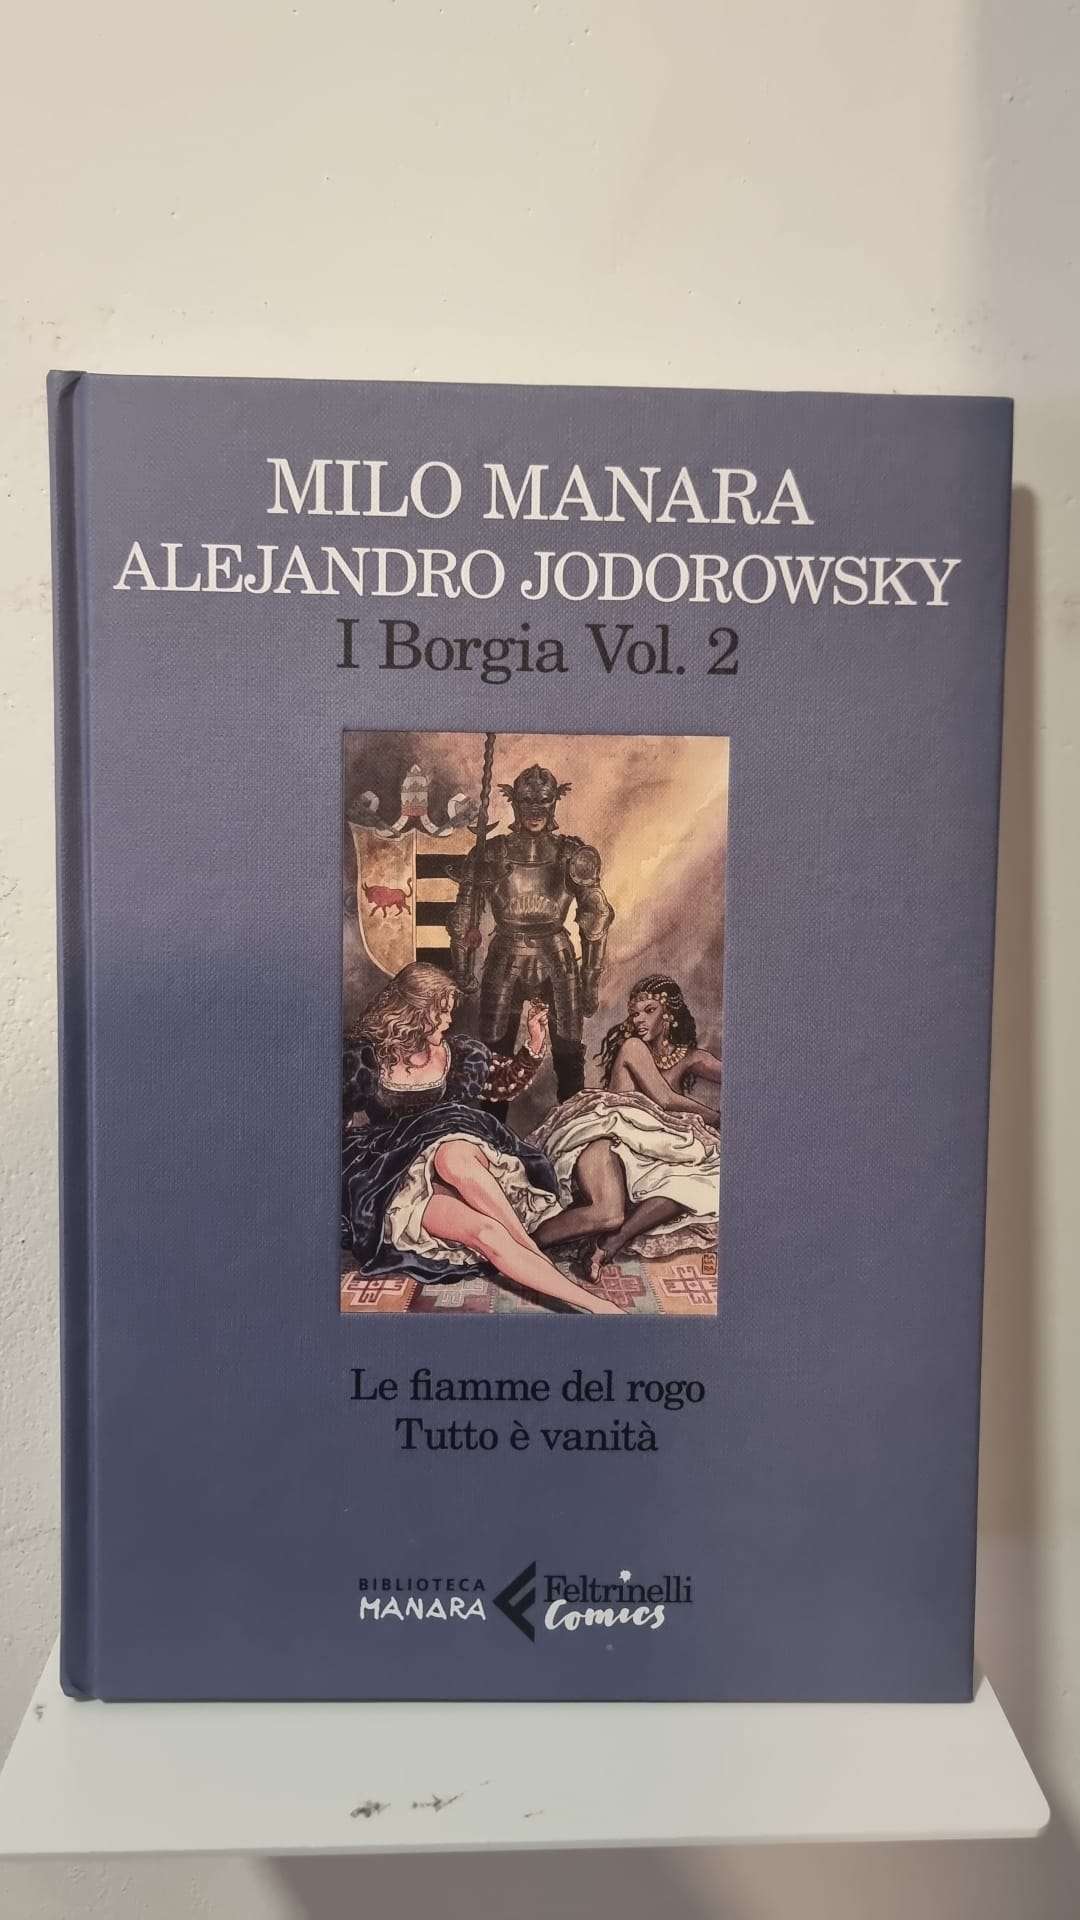 MILO MANARA
ALEJANDRO JODOROWSKY
I Borgia Vol. 2
Le fiamme del rogo
Tutto è vanità
BIBLIOTECA
MANARA
Feltrinelli
Comics